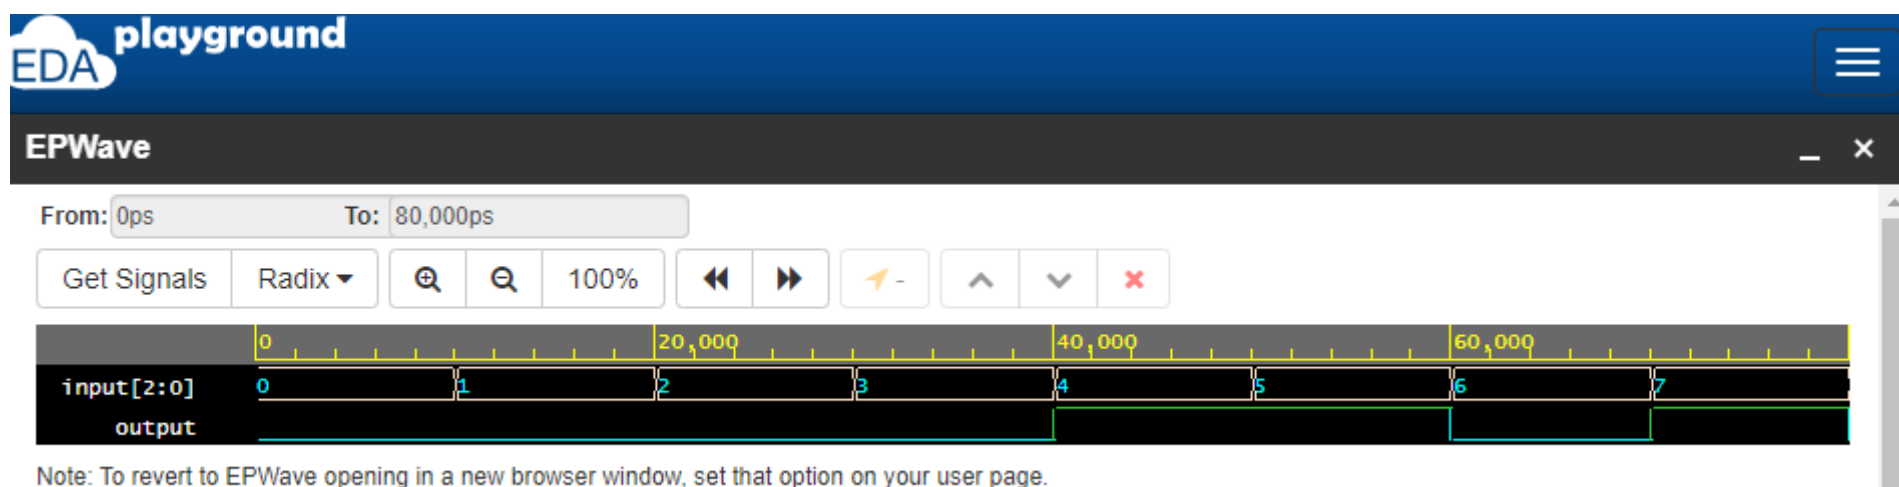 EDA playground
EPWave
From: 0ps To: 80,000ps
Get Signals Radix 100% -
0 20,000 40,000 60,000
input[2:0] 0 1 2 3 4 5 6 7
output
Note: To revert to EPWave opening in a new browser window, set that option on your user page.